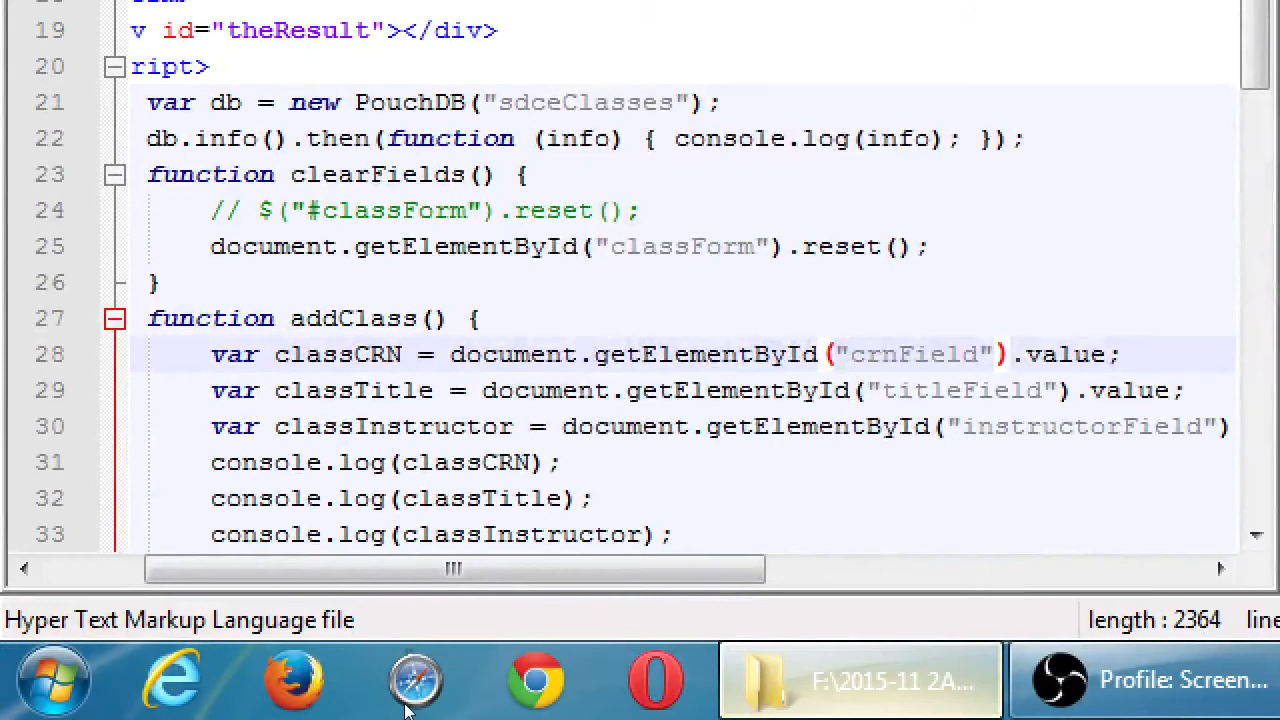 19 v id="theResult"></div>
20 ript>
21 var db = new PouchDB("sdceClasses");
22 db.info().then(function (info) { console.log(info); });
23 function clearFields() {
24 // $("#classForm").reset();
25 document.getElementById("classForm").reset();
26 }
27 function addClass() {
28 var classCRN = document.getElementById("crnField").value;
29 var classTitle = document.getElementById("titleField").value;
30 var classInstructor = document.getElementById("instructorField")
31 console.log(classCRN);
32 console.log(classTitle);
33 console.log(classInstructor);
Hyper Text Markup Language file length : 2364 line
F:\2015-11 2A... Profile: Screen...